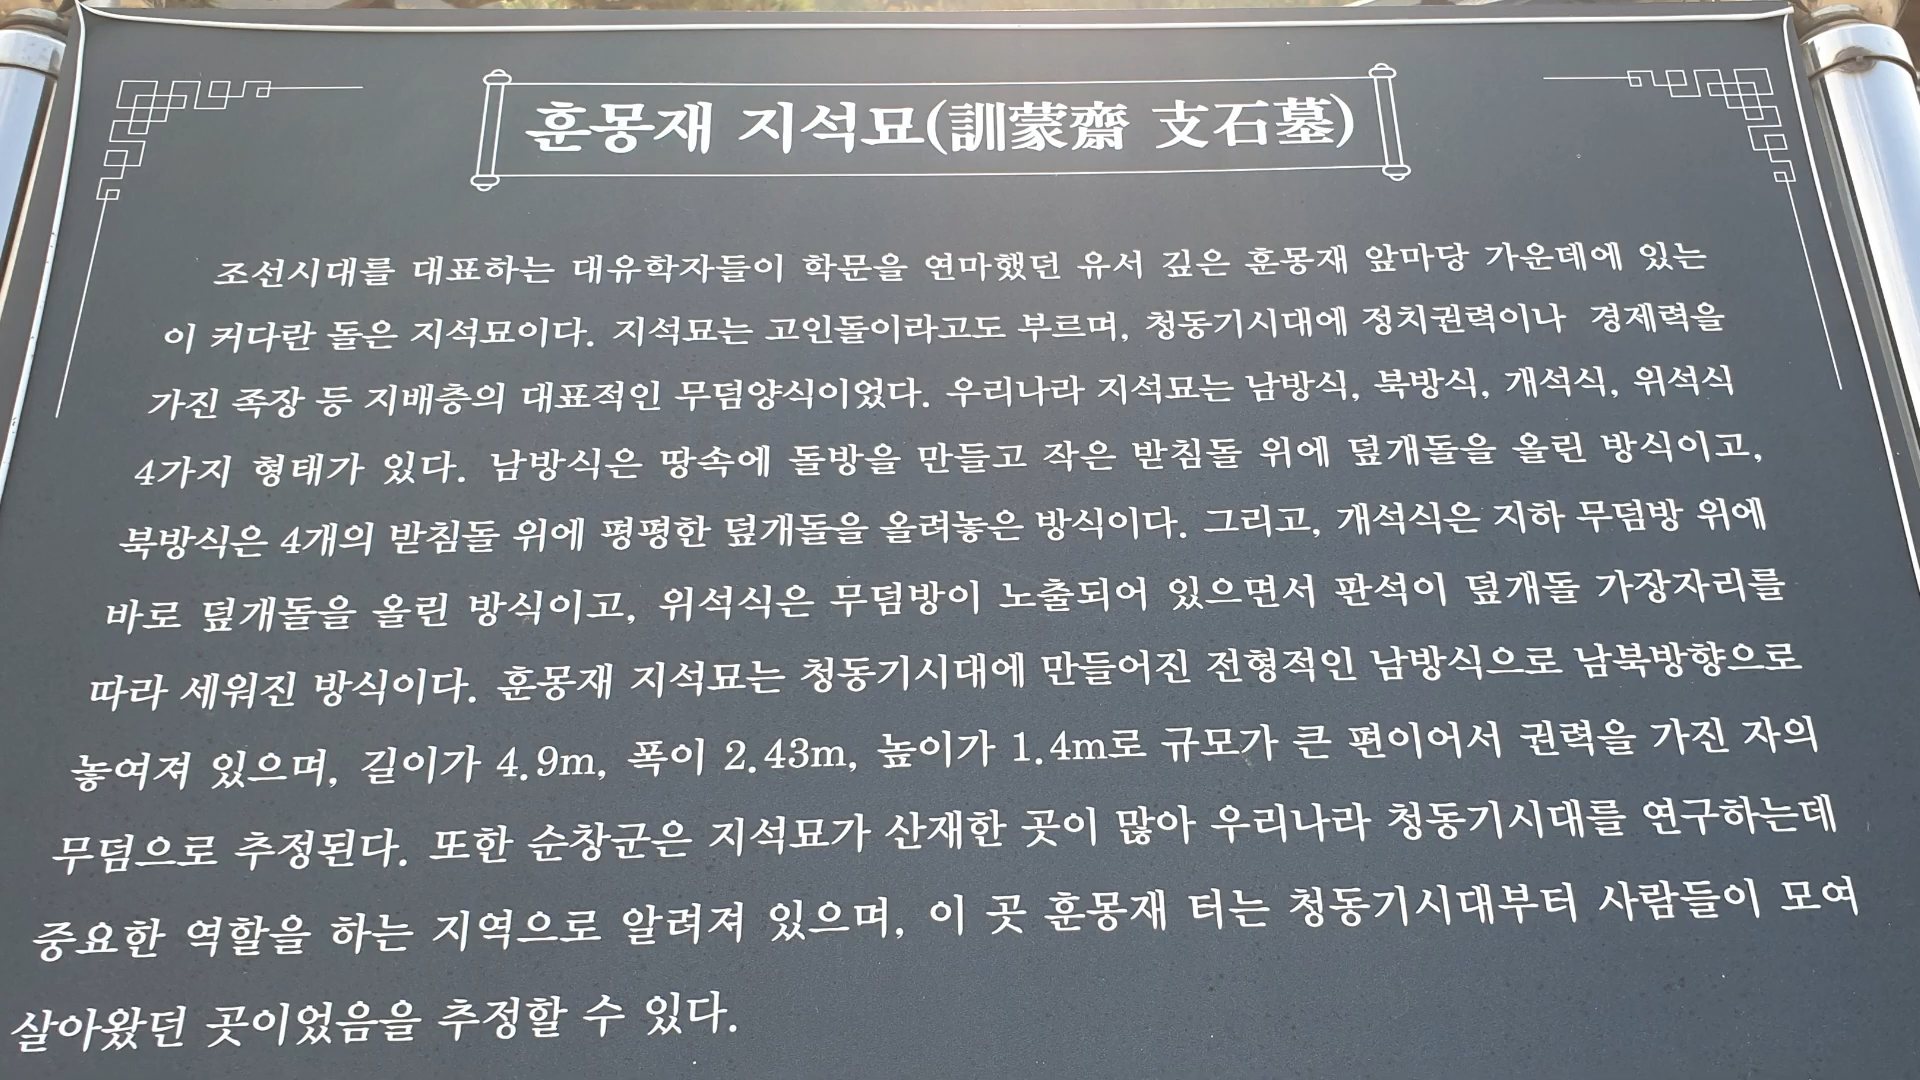 훈몽재 지석묘(訓蒙齋 支石墓)
조선시대를 대표하는 대유학자들이 학문을 연마했던 유서 깊은 훈몽재 앞마당 가운데에 있는
이 커다란 돌은 지석묘이다. 지석묘는 고인돌이라고도 부르며, 청동기시대에 정치권력이나 경제력을
가진 족장 등 지배층의 대표적인 무덤양식이었다. 우리나라 지석묘는 남방식, 북방식, 개석식, 위석식
4가지 형태가 있다. 남방식은 땅속에 돌방을 만들고 작은 받침돌 위에 덮개돌을 올린 방식이고,
북방식은 4개의 받침돌 위에 평평한 덮개돌을 올려놓은 방식이다. 그리고, 개석식은 지하 무덤방 위에
바로 덮개돌을 올린 방식이고, 위석식은 무덤방이 노출되어 있으면서 판석이 덮개돌 가장자리를
따라 세워진 방식이다. 훈몽재 지석묘는 청동기시대에 만들어진 전형적인 남방식으로 남북방향으로
놓여져 있으며, 길이가 4.9m, 폭이 2.43m, 높이가 1.4m로 규모가 큰 편이어서 권력을 가진 자의
무덤으로 추정된다. 또한 순창군은 지석묘가 산재한 곳이 많아 우리나라 청동기시대를 연구하는데
중요한 역할을 하는 지역으로 알려져 있으며, 이 곳 훈몽재 터는 청동기시대부터 사람들이 모여
살아왔던 곳이었음을 추정할 수 있다.